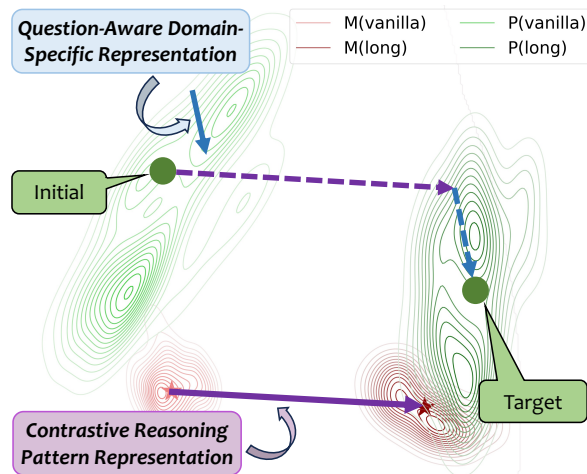 Question-Aware Domain-
Specific Representation
M(vanilla)
M(long)
P(vanilla)
P(long)
Initial
Target
Contrastive Reasoning
Pattern Representation